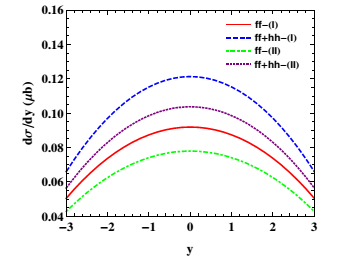 0.16
ff−(I)
ff+hh−(I)
0.14
ff−(II)
ff+hh−(II)
0.12
dσ/dy (μb)
0.10
0.08
0.06
0.04
−3 −2 −1 0 1 2 3
y